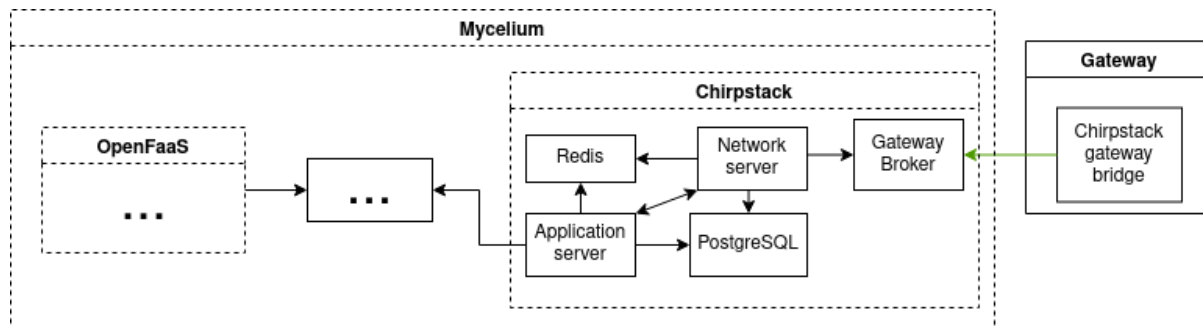 Mycelium
Gateway
Chirpstack
OpenFaaS
...
...
Redis
Network
server
Gateway
Broker
Chirpstack
gateway
bridge
Application
server
PostgreSQL